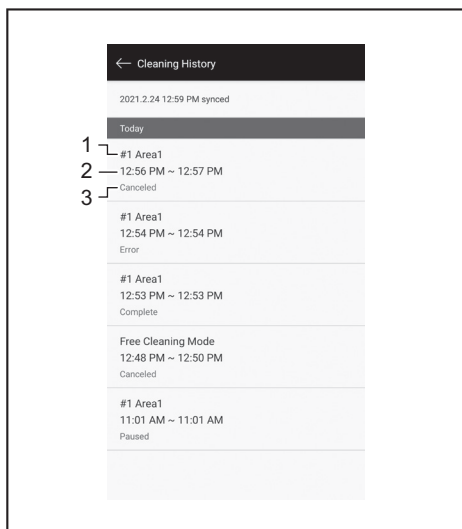 ← Cleaning History
2021.2.24 12:59 PM synced
Today
1
#1 Area1
2
12:56 PM ~ 12:57 PM
3
Canceled
#1 Area1
12:54 PM ~ 12:54 PM
Error
#1 Area1
12:53 PM ~ 12:53 PM
Complete
Free Cleaning Mode
12:48 PM ~ 12:50 PM
Canceled
#1 Area1
11:01 AM ~ 11:01 AM
Paused